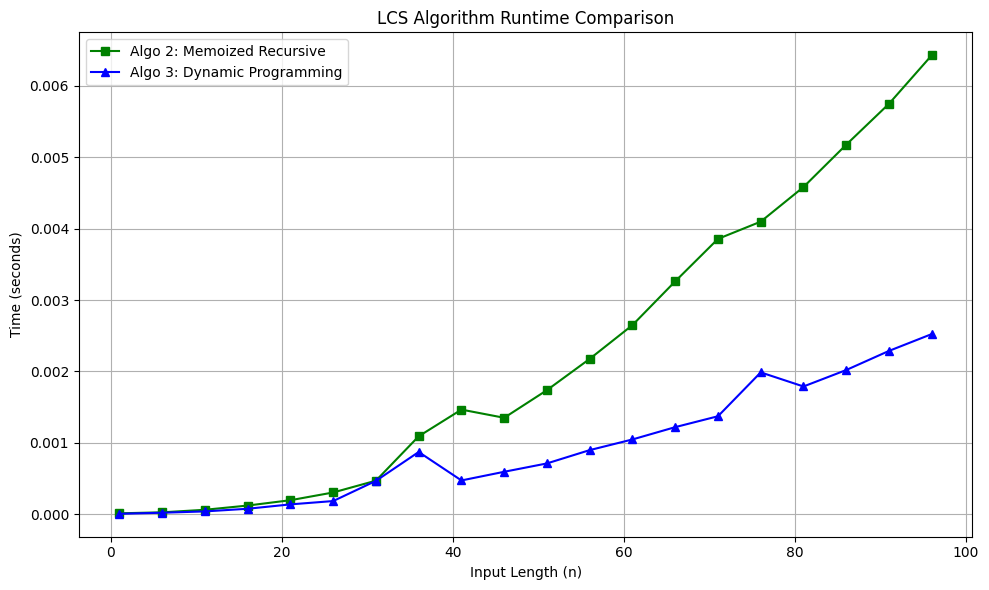 LCS Algorithm Runtime Comparison
Algo 2: Memoized Recursive
Algo 3: Dynamic Programming
Time (seconds)
0.006
0.005
0.004
0.003
0.002
0.001
0.000
0 20 40 60 80 100
Input Length (n)